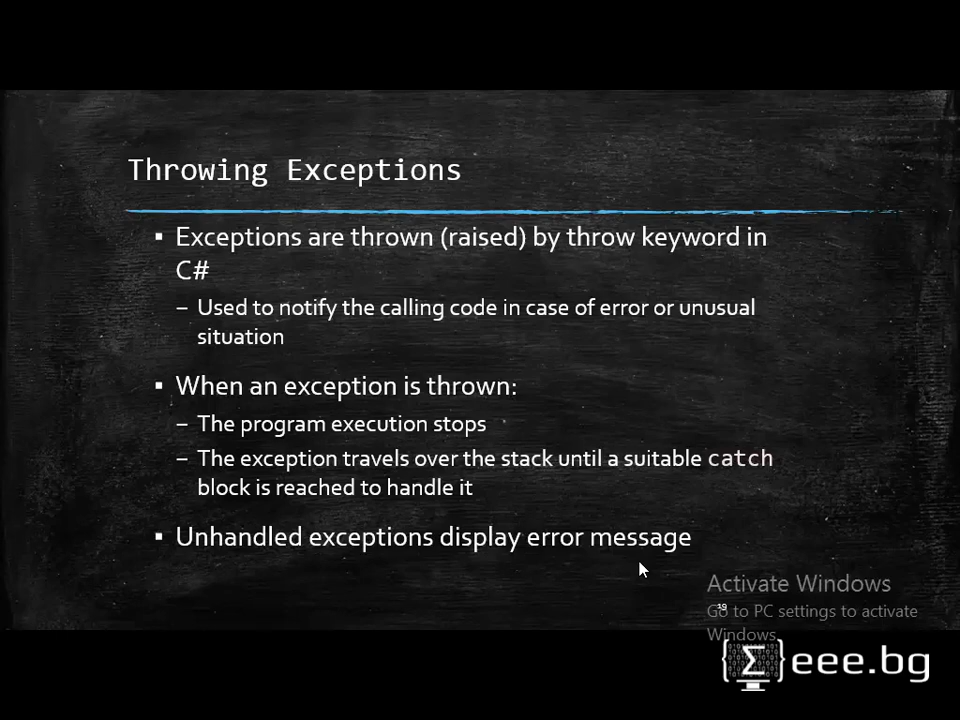 Throwing Exceptions
▪ Exceptions are thrown (raised) by throw keyword in
C#
– Used to notify the calling code in case of error or unusual
situation
▪ When an exception is thrown:
– The program execution stops
– The exception travels over the stack until a suitable catch
block is reached to handle it
▪ Unhandled exceptions display error message
Activate Windows
19
Go to PC settings to activate
Windows.
{Σ}eee.bg